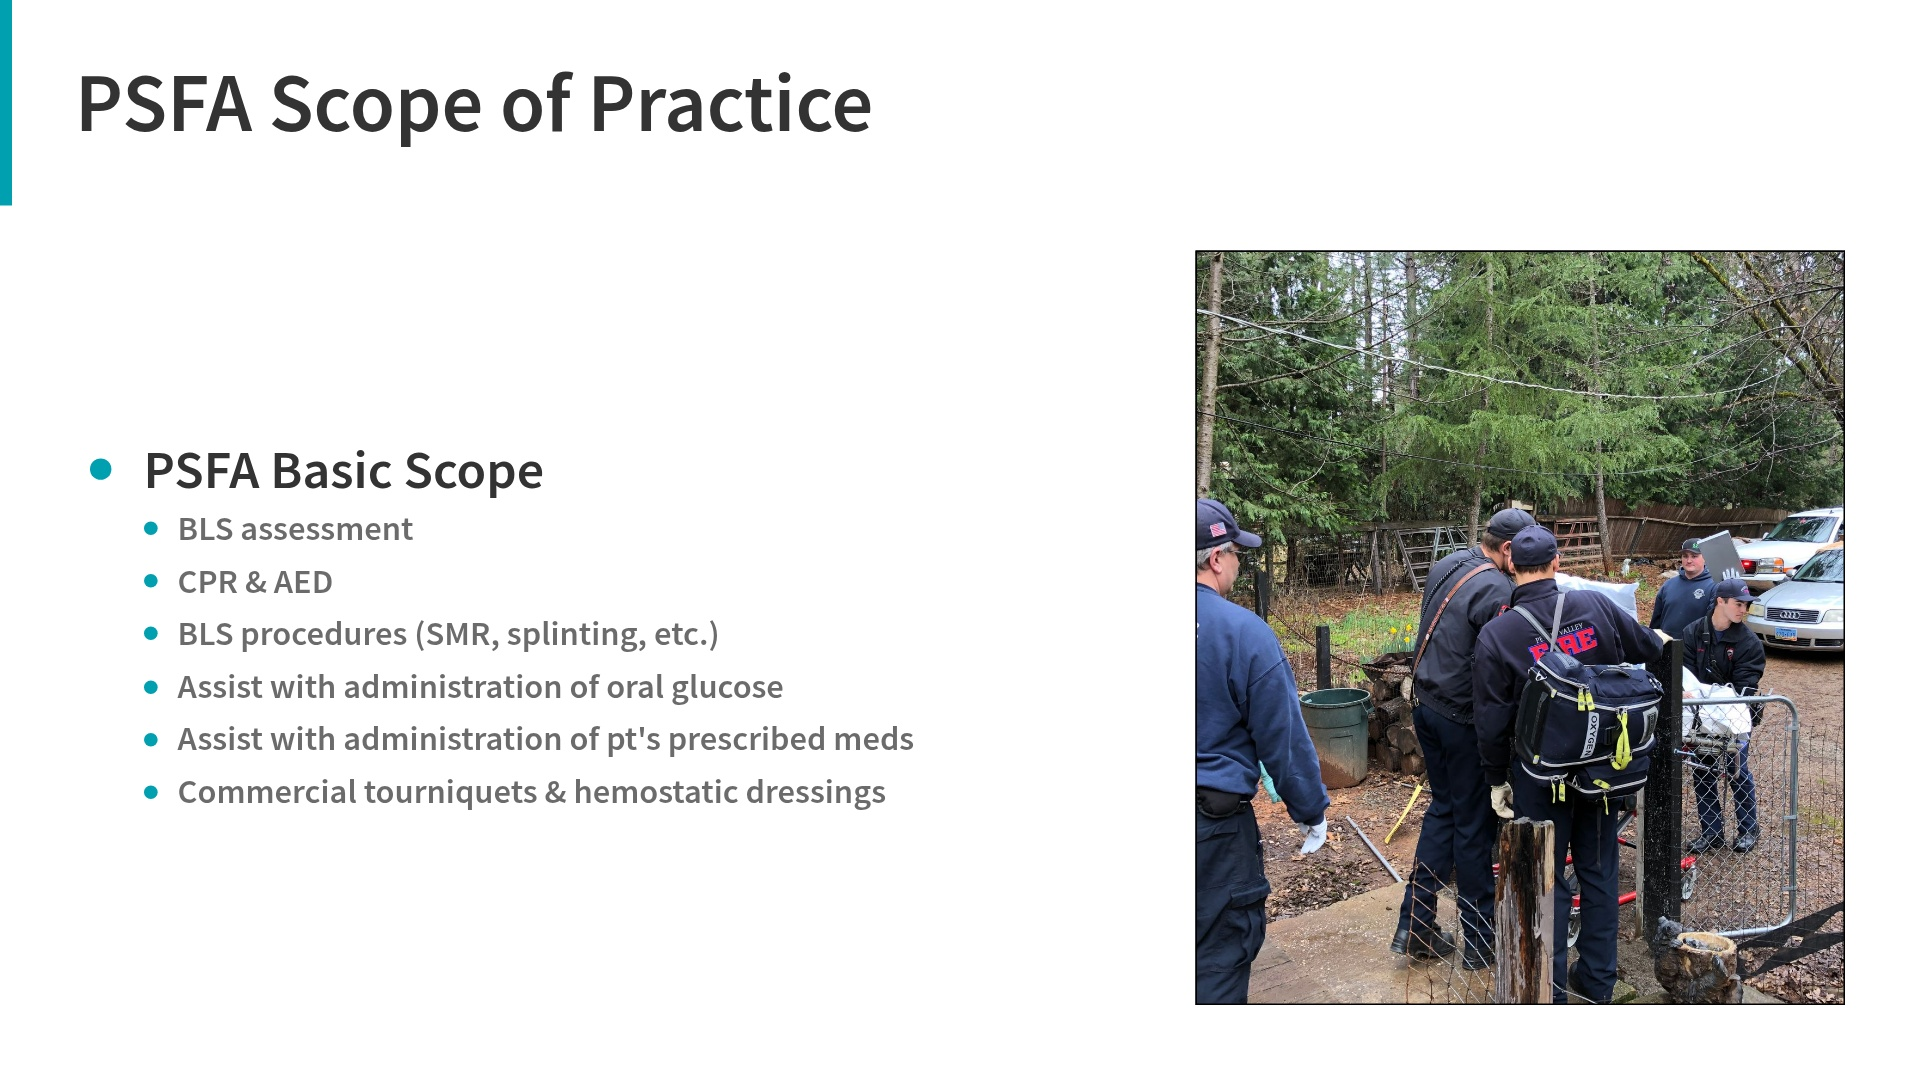 PSFA Scope of Practice
PSFA Basic Scope
BLS assessment
CPR & AED
BLS procedures (SMR, splinting, etc.)
Assist with administration of oral glucose
Assist with administration of pt's prescribed meds
Commercial tourniquets & hemostatic dressings
VALLEY
FIRE
OXYGEN